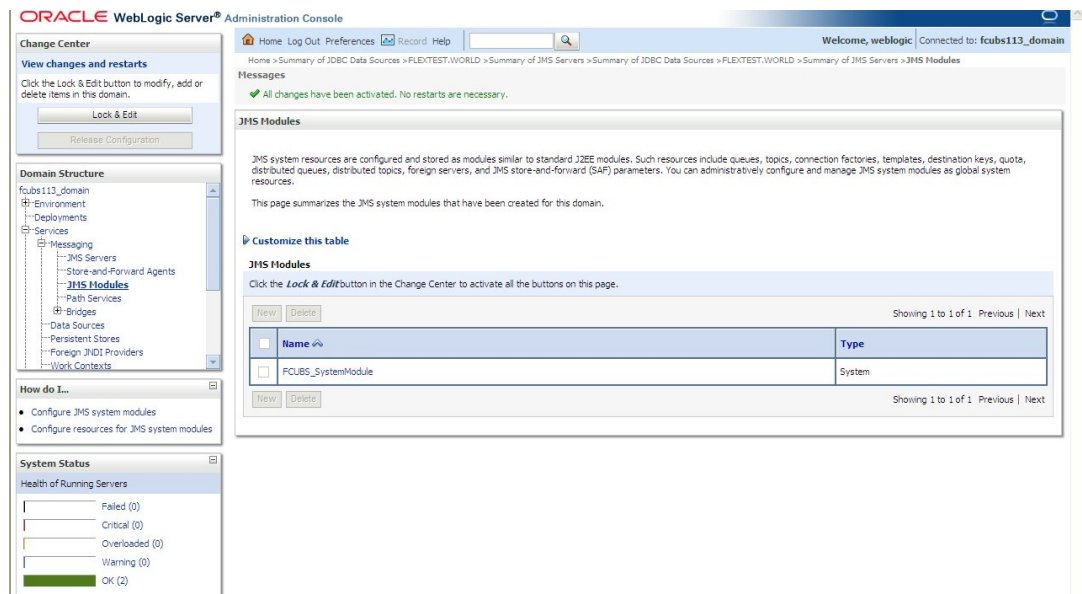 ORACLE WebLogic Server® Administration Console
Change Center
View changes and restarts
Click the Lock & Edit button to modify, add or
delete items in this domain.
Lock & Edit
Release Configuration
Domain Structure
fcubs113_domain
Environment
Deployments
Services
Messaging
JMS Servers
Store-and-Forward Agents
JMS Modules
Path Services
Bridges
Data Sources
Persistent Stores
Foreign JNDI Providers
Work Contexts
How do I...
Configure JMS system modules
Configure resources for JMS system modules
System Status
Health of Running Servers
Failed (0)
Critical (0)
Overloaded (0)
Warning (0)
OK (2)
Home Log Out Preferences Record Help
Welcome, weblogic Connected to: fcubs113_domain
Home >Summary of JDBC Data Sources >FLEXTEST.WORLD >Summary of JMS Servers >Summary of JDBC Data Sources >FLEXTEST.WORLD >Summary of JMS Servers >JMS Modules
Messages
All changes have been activated. No restarts are necessary.
JMS Modules
JMS system resources are configured and stored as modules similar to standard J2EE modules. Such resources include queues, topics, connection factories, templates, destination keys, quota,
distributed queues, distributed topics, foreign servers, and JMS store-and-forward (SAF) parameters. You can administratively configure and manage JMS system modules as global system
resources.
This page summarizes the JMS system modules that have been created for this domain.
Customize this table
JMS Modules
Click the Lock & Edit button in the Change Center to activate all the buttons on this page.
New Delete Showing 1 to 1 of 1 Previous | Next
Name Type
FCUBS_SystemModule System
New Delete Showing 1 to 1 of 1 Previous | Next